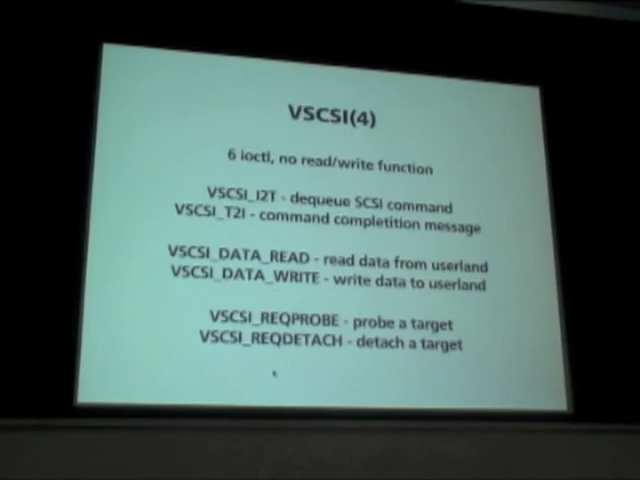 VSCSI(4)
6 ioctl, no read/write function
VSCSI_I2T - dequeue SCSI command
VSCSI_T2I - command completition message
VSCSI_DATA_READ - read data from userland
VSCSI_DATA_WRITE - write data to userland
VSCSI_REQPROBE - probe a target
VSCSI_REQDETACH - detach a target